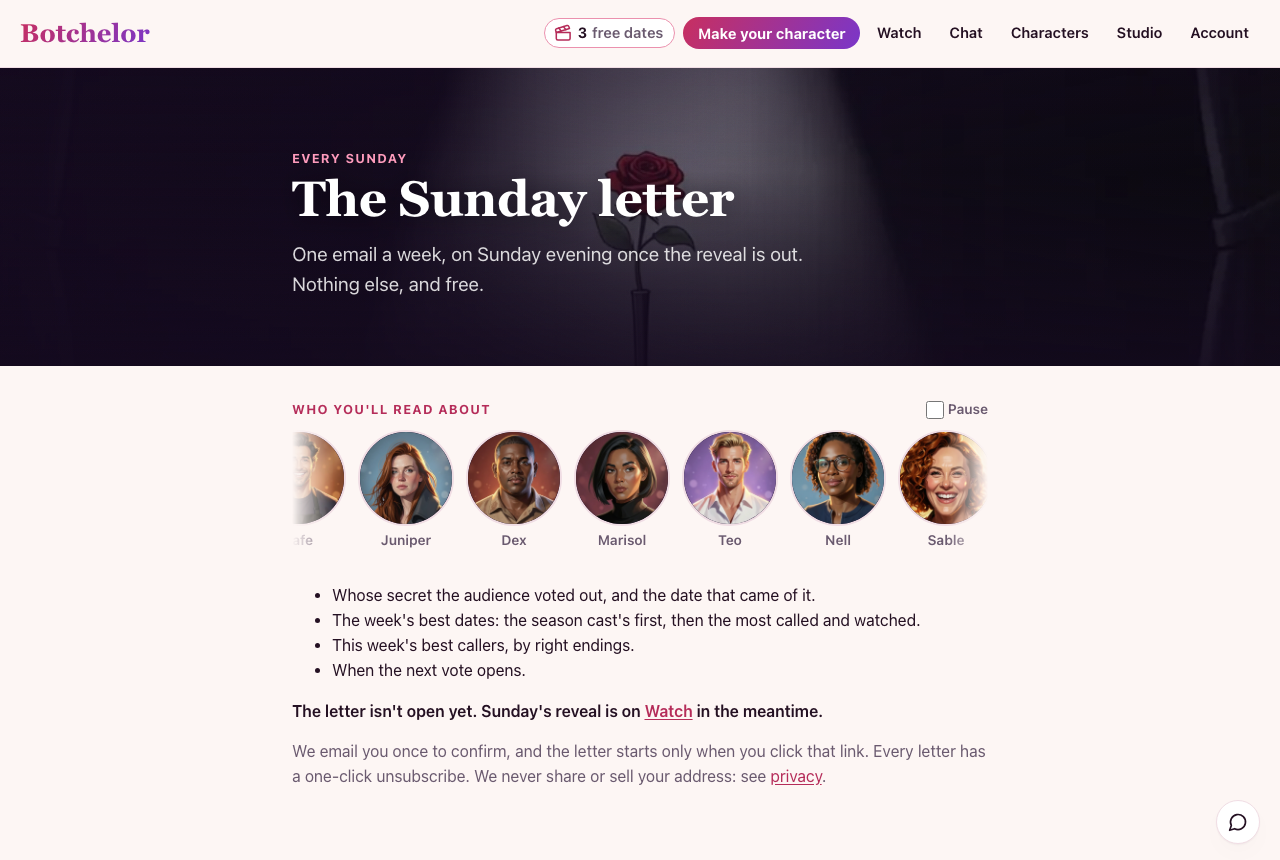 Botchelor
3 free dates
Make your character
Watch
Chat
Characters
Studio
Account
EVERY SUNDAY
The Sunday letter
One email a week, on Sunday evening once the reveal is out.
Nothing else, and free.
WHO YOU'LL READ ABOUT
Pause
afe
Juniper
Dex
Marisol
Teo
Nell
Sable
• Whose secret the audience voted out, and the date that came of it.
• The week's best dates: the season cast's first, then the most called and watched.
• This week's best callers, by right endings.
• When the next vote opens.
The letter isn't open yet. Sunday's reveal is on Watch in the meantime.
We email you once to confirm, and the letter starts only when you click that link. Every letter has
a one-click unsubscribe. We never share or sell your address: see privacy.